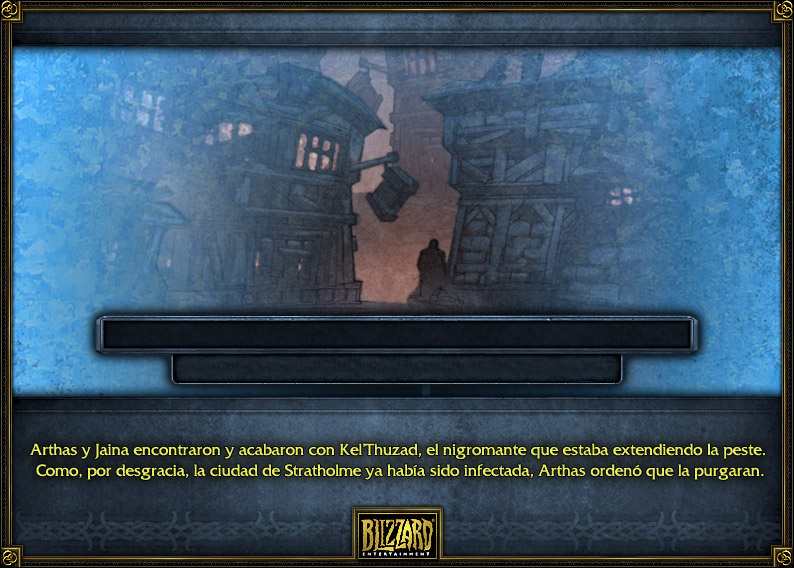 Arthas y Jaina encontraron y acabaron con Kel'Thuzad, el nigromante que estaba extendiendo la peste.
Como, por desgracia, la ciudad de Stratholme ya había sido infectada, Arthas ordenó que la purgaran.
BLIZZARD
ENTERTAINMENT